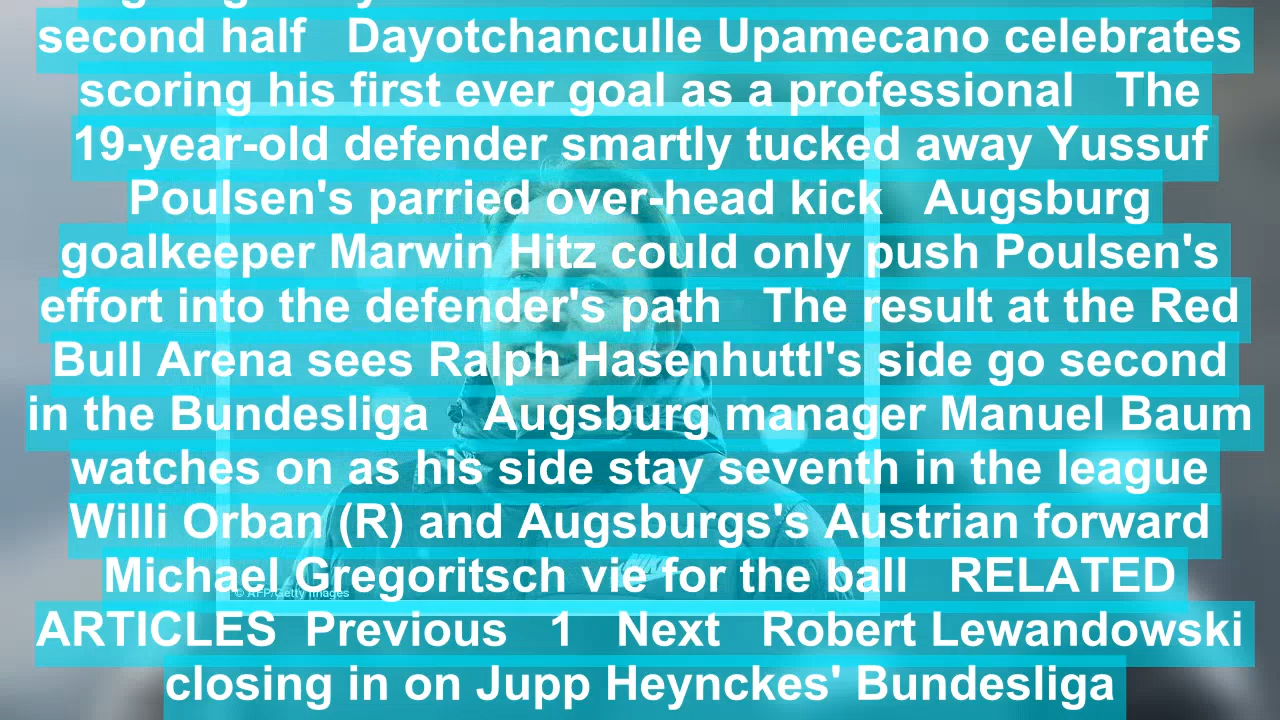 second half Dayotchanculle Upamecano celebrates
scoring his first ever goal as a professional The
19-year-old defender smartly tucked away Yussuf
Poulsen's parried over-head kick Augsburg
goalkeeper Marwin Hitz could only push Poulsen's
effort into the defender's path The result at the Red
Bull Arena sees Ralph Hasenhuttl's side go second
in the Bundesliga Augsburg manager Manuel Baum
watches on as his side stay seventh in the league
Willi Orban (R) and Augsburgs's Austrian forward
Michael Gregoritsch vie for the ball RELATED
© AFP/Getty Images
ARTICLES Previous 1 Next Robert Lewandowski
closing in on Jupp Heynckes' Bundesliga